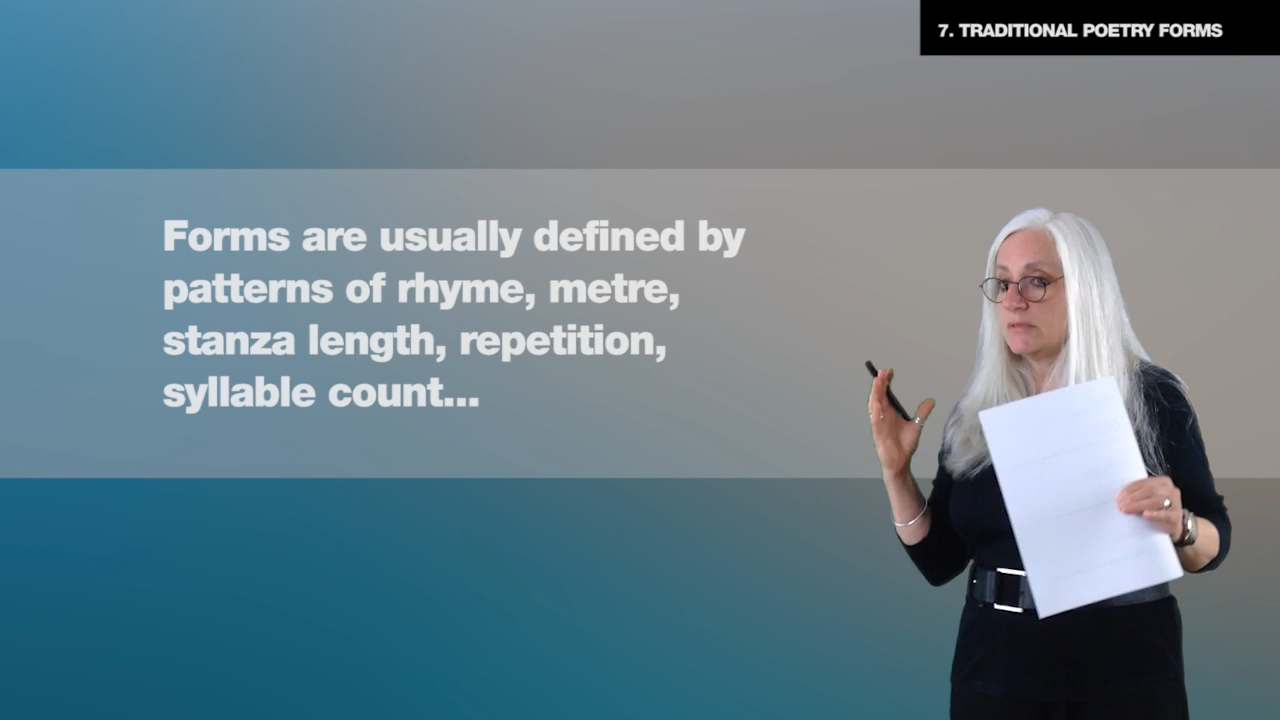 7. TRADITIONAL POETRY FORMS
Forms are usually defined by
patterns of rhyme, metre,
stanza length, repetition,
syllable count...